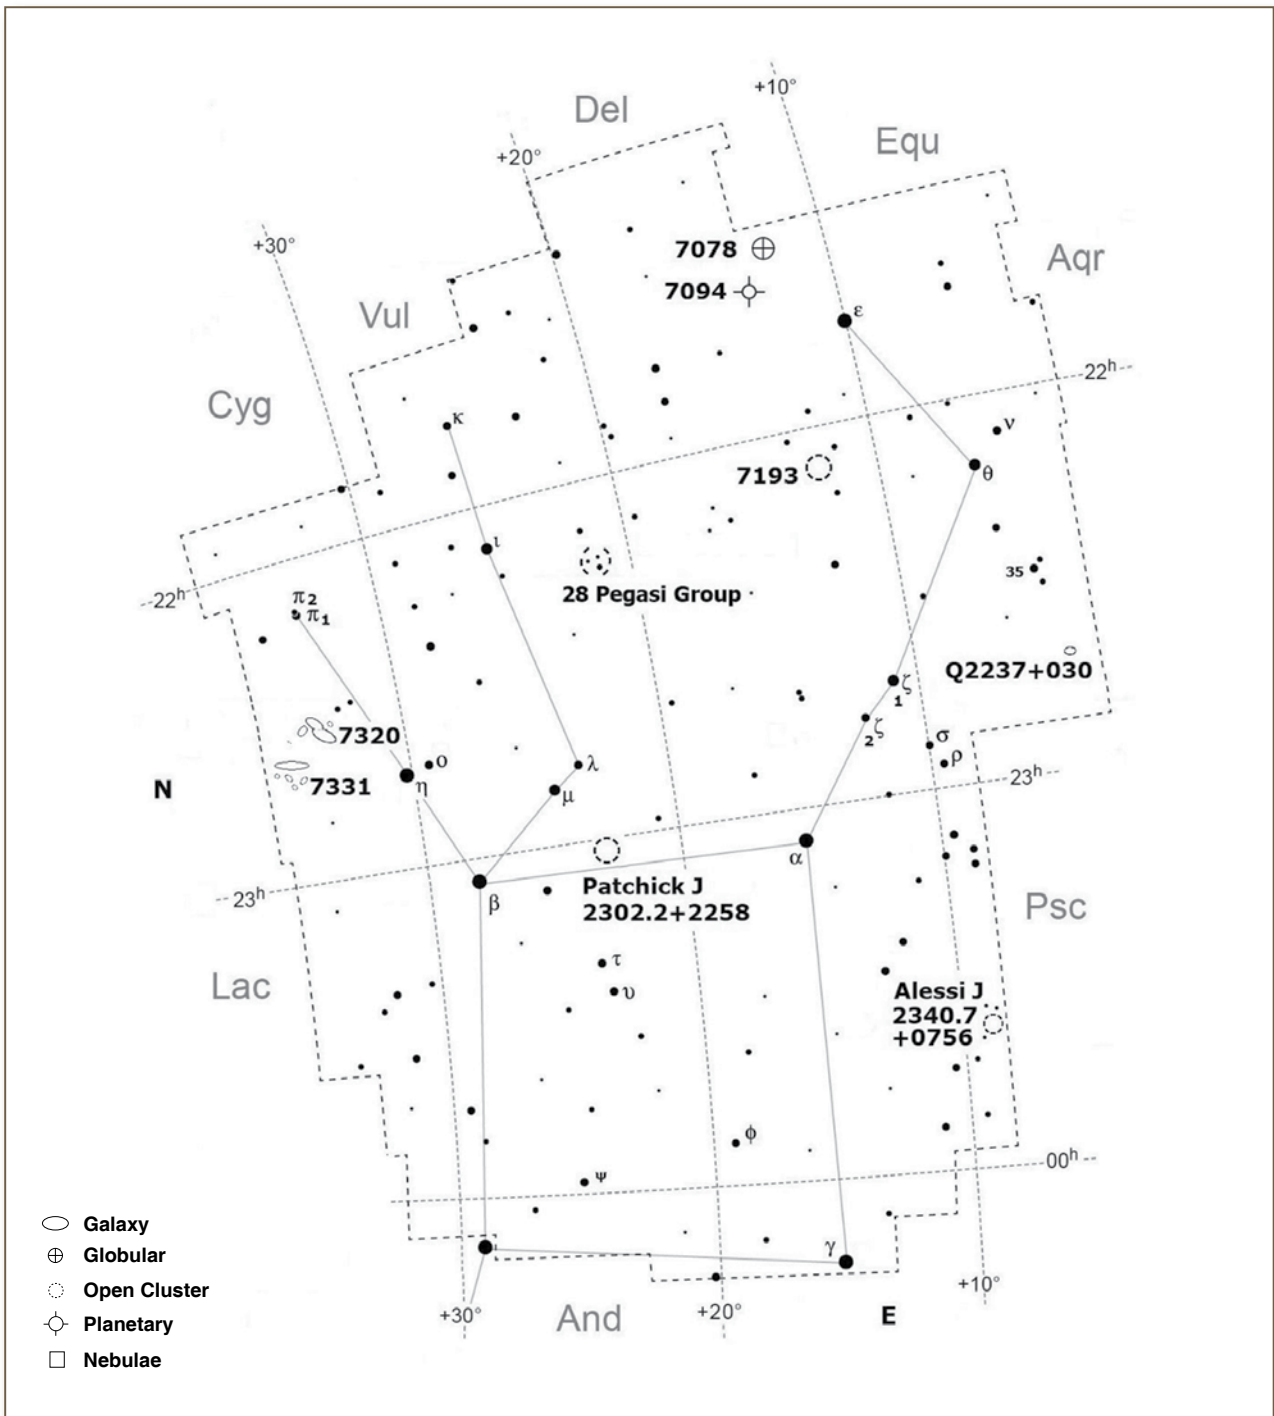 +10°
Del
Equ
+20°
+30°
7078
Aqr
7094
Vul
ε
22ʰ
Cyg
κ
ν
7193
θ
ι
35
28 Pegasi Group
22ʰ
π₂
π₁
Q2237+030
ζ
1
ζ
2
7320
σ
ο
ρ
λ
N
7331
η
μ
23ʰ
α
Patchick J
2302.2+2258
23ʰ
β
Psc
τ
Lac
υ
Alessi J
2340.7
+0756
ϕ
00ʰ
ψ
γ
+10°
+30°
And
+20°
E
Galaxy
Globular
Open Cluster
Planetary
Nebulae